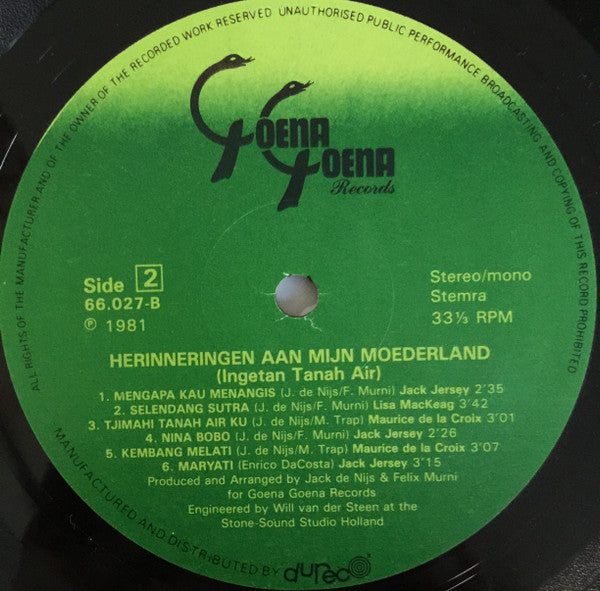 ALL RIGHTS OF THE MANUFACTURER AND OF THE OWNER OF THE RECORDED WORK RESERVED UNAUTHORISED PUBLIC PERFORMANCE BROADCASTING AND COPYING OF THIS RECORD PROHIBITED
GOENA
GOENA
Records
Side 2
66.027-B
℗ 1981
Stereo/mono
Stemra
33⅓ RPM
HERINNERINGEN AAN MIJN MOEDERLAND
(Ingetan Tanah Air)
1. MENGAPA KAU MENANGIS (J. de Nijs/F. Murni) Jack Jersey 2'35
2. SELENDANG SUTRA (J. de Nijs/F. Murni) Lisa MacKeag 3'42
3. TJIMAHI TANAH AIR KU (J. de Nijs/M. Trap) Maurice de la Croix 3'01
4. NINA BOBO (J. de Nijs/F. Murni) Jack Jersey 2'26
5. KEMBANG MELATI (J. de Nijs/M. Trap) Maurice de la Croix 3'07
6. MARYATI (Enrico DaCosta) Jack Jersey 3'15
Produced and Arranged by Jack de Nijs & Felix Murni
for Goena Goena Records
Engineered by Will van der Steen at the
Stone-Sound Studio Holland
MANUFACTURED AND DISTRIBUTED BY dureco